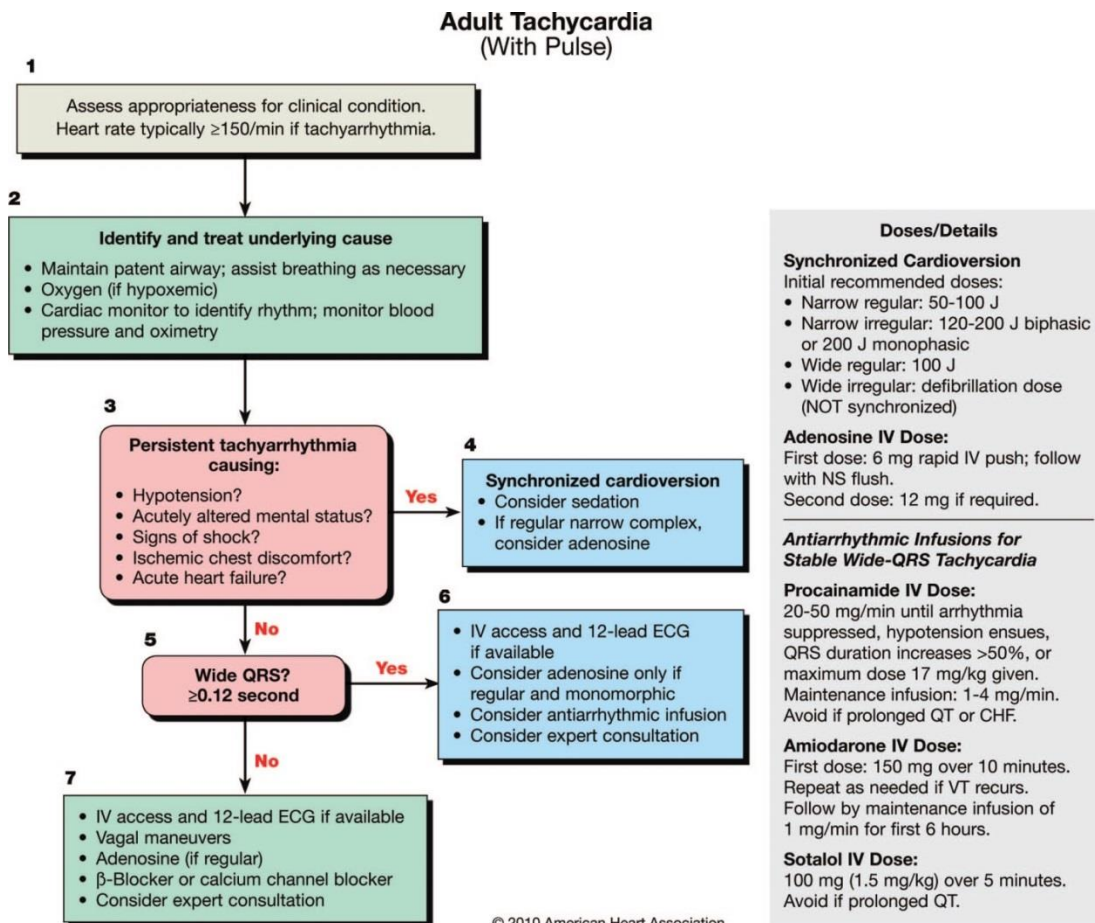 Adult Tachycardia
(With Pulse)
1
Assess appropriateness for clinical condition.
Heart rate typically ≥150/min if tachyarrhythmia.
2
Identify and treat underlying cause
• Maintain patent airway; assist breathing as necessary
• Oxygen (if hypoxemic)
• Cardiac monitor to identify rhythm; monitor blood
pressure and oximetry
3
Persistent tachyarrhythmia
causing:
• Hypotension?
• Acutely altered mental status?
• Signs of shock?
• Ischemic chest discomfort?
• Acute heart failure?
Yes
4
Synchronized cardioversion
• Consider sedation
• If regular narrow complex,
consider adenosine
No
5
Wide QRS?
≥0.12 second
Yes
6
• IV access and 12-lead ECG
if available
• Consider adenosine only if
regular and monomorphic
• Consider antiarrhythmic infusion
• Consider expert consultation
No
7
• IV access and 12-lead ECG if available
• Vagal maneuvers
• Adenosine (if regular)
• β-Blocker or calcium channel blocker
• Consider expert consultation
Doses/Details
Synchronized Cardioversion
Initial recommended doses:
• Narrow regular: 50-100 J
• Narrow irregular: 120-200 J biphasic
or 200 J monophasic
• Wide regular: 100 J
• Wide irregular: defibrillation dose
(NOT synchronized)
Adenosine IV Dose:
First dose: 6 mg rapid IV push; follow
with NS flush.
Second dose: 12 mg if required.
Antiarrhythmic Infusions for
Stable Wide-QRS Tachycardia
Procainamide IV Dose:
20-50 mg/min until arrhythmia
suppressed, hypotension ensues,
QRS duration increases >50%, or
maximum dose 17 mg/kg given.
Maintenance infusion: 1-4 mg/min.
Avoid if prolonged QT or CHF.
Amiodarone IV Dose:
First dose: 150 mg over 10 minutes.
Repeat as needed if VT recurs.
Follow by maintenance infusion of
1 mg/min for first 6 hours.
Sotalol IV Dose:
100 mg (1.5 mg/kg) over 5 minutes.
Avoid if prolonged QT.
© 2010 American Heart Association